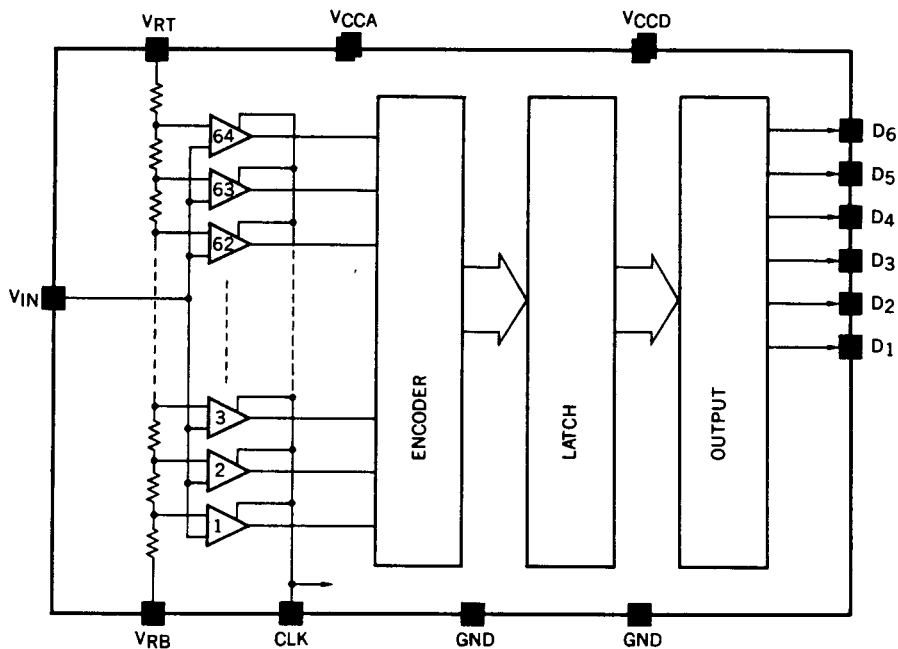 VRT
VCCA
VCCD
64
63
62
VIN
3
2
1
ENCODER
LATCH
OUTPUT
D6
D5
D4
D3
D2
D1
VRB
CLK
GND
GND